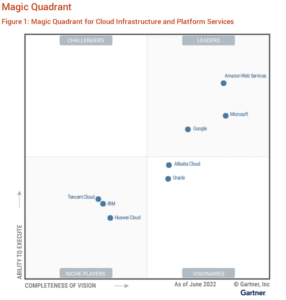 Magic Quadrant
Figure 1: Magic Quadrant for Cloud Infrastructure and Platform Services
CHALLENGERS
LEADERS
Amazon Web Services
Microsoft
Google
Alibaba Cloud
Oracle
Tencent Cloud
IBM
Huawei Cloud
NICHE PLAYERS
VISIONARIES
ABILITY TO EXECUTE
COMPLETENESS OF VISION
As of June 2022
© Gartner, Inc
Gartner